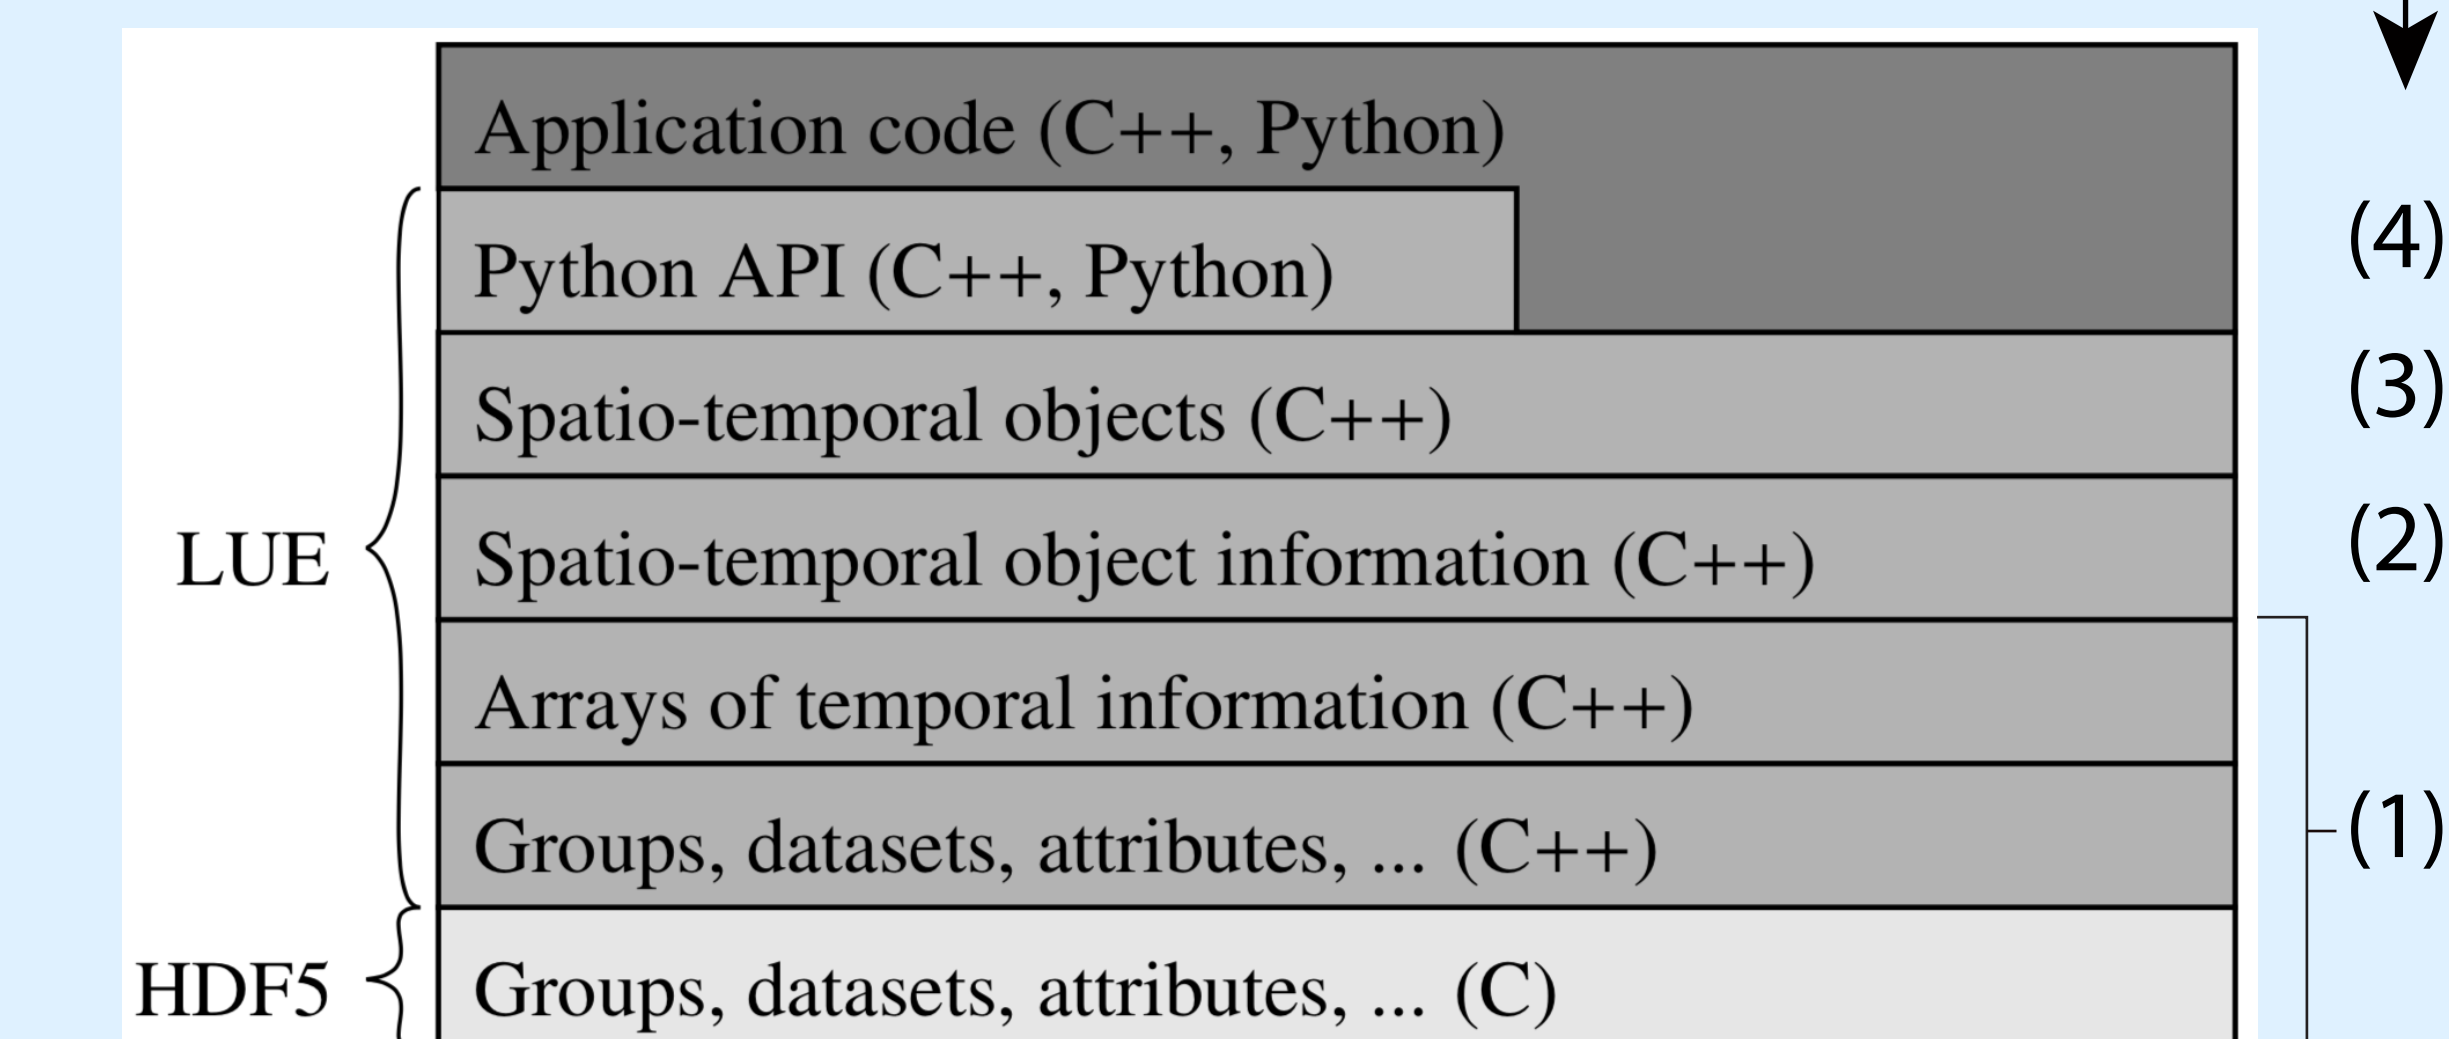 Application code (C++, Python)
Python API (C++, Python)
(4)
Spatio-temporal objects (C++)
(3)
LUE
Spatio-temporal object information (C++)
(2)
Arrays of temporal information (C++)
Groups, datasets, attributes, ... (C++)
(1)
HDF5
Groups, datasets, attributes, ... (C)